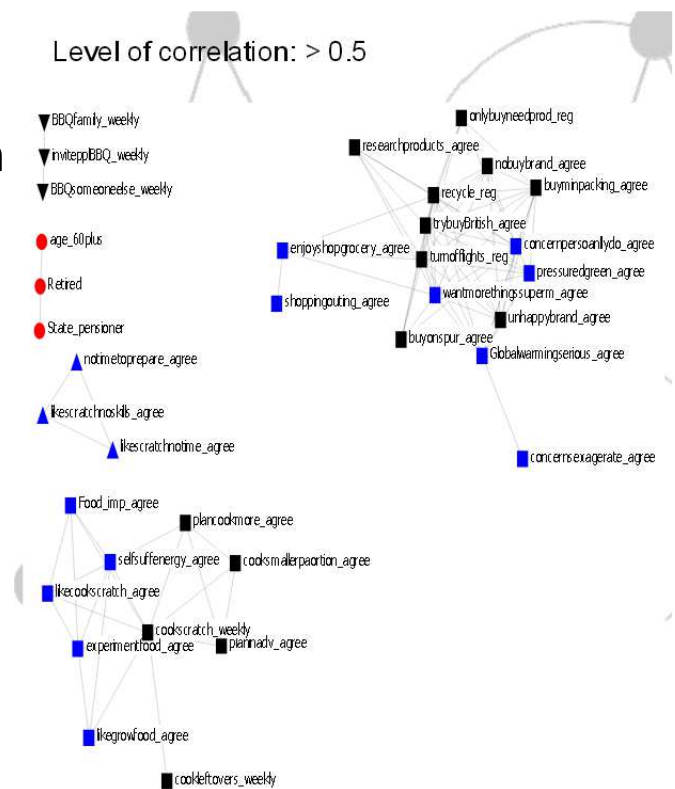 Level of correlation: > 0.5
BBQfamily_weekly
invitepplBBQ_weekly
BBQsomeoneelse_weekly
age_60plus
Retired
State_pensioner
notimetoprepare_agree
likescratchnoskills_agree
likescratchnotime_agree
onlybuyneedprod_reg
researchproducts_agree
nobuybrand_agree
buyminpacking_agree
recycle_reg
trybuyBritish_agree
concernpersoanllydo_agree
enjoyshopgrocery_agree
turnofflights_reg
pressuredgreen_agree
shoppingouting_agree
wantmorethingssuperm_agree
unhappybrand_agree
buyonspur_agree
Globalwarmingserious_agree
concernsexagerate_agree
Food_imp_agree
plancookmore_agree
selfsuffenergy_agree
cooksmallerpaortion_agree
likecookscratch_agree
cookscratch_weekly
experimentfood_agree
plannadv_agree
likegrowfood_agree
cookleftovers_weekly